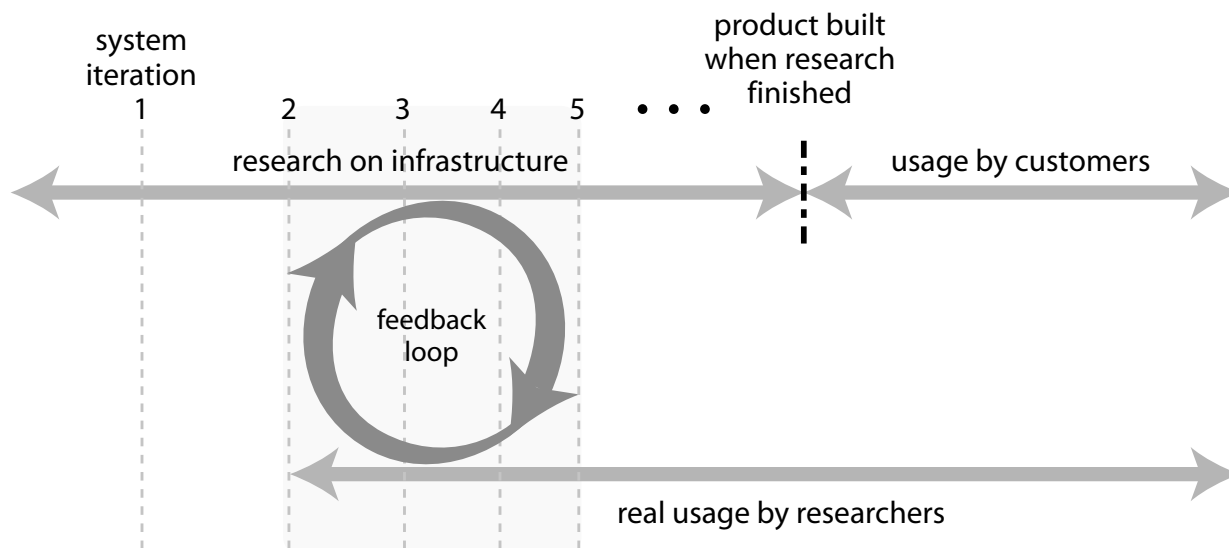 system
iteration
1
2
3
4
5
• • •
product built
when research
finished
research on infrastructure
usage by customers
feedback
loop
real usage by researchers